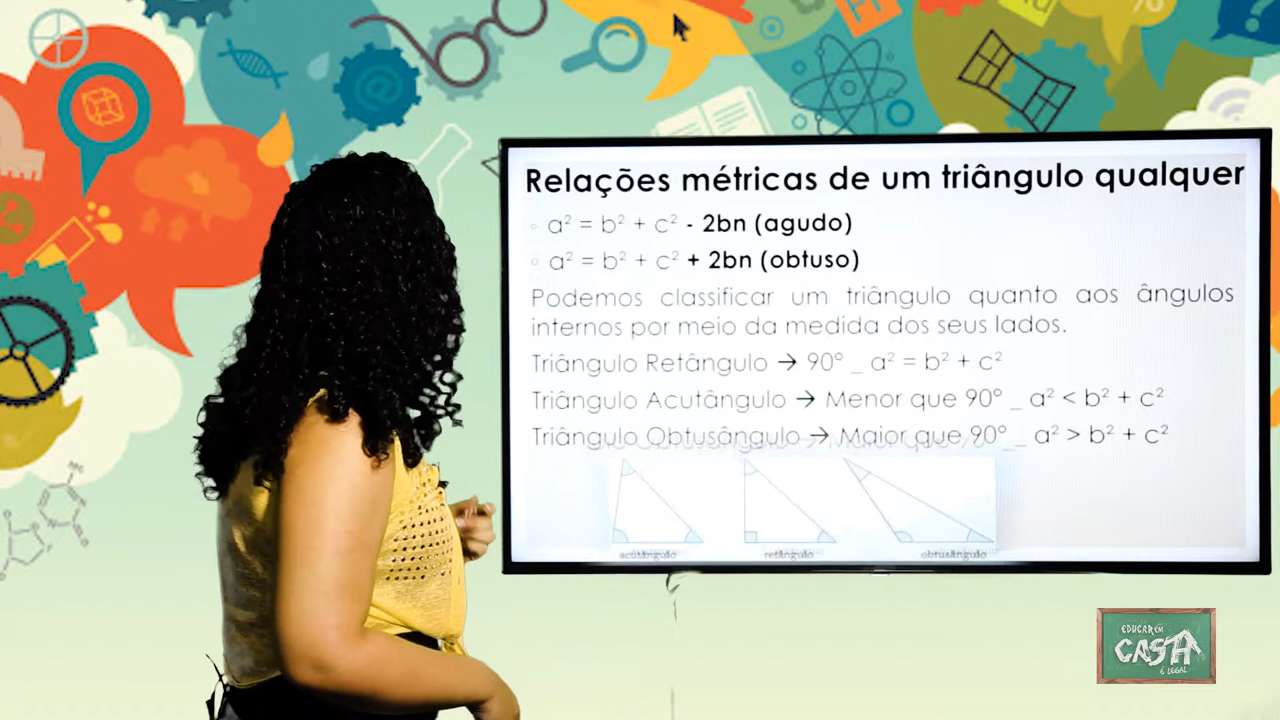 Relações métricas de um triângulo qualquer
a² = b² + c² - 2bn (agudo)
a² = b² + c² + 2bn (obtuso)
Podemos classificar um triângulo quanto aos ângulos
internos por meio da medida dos seus lados.
Triângulo Retângulo → 90° _ a² = b² + c²
Triângulo Acutângulo → Menor que 90° _ a² < b² + c²
Triângulo Obtusângulo → Maior que 90° _ a² > b² + c²
acutângulo retângulo obtusângulo
EDUCAR EM
CASA
É LEGAL